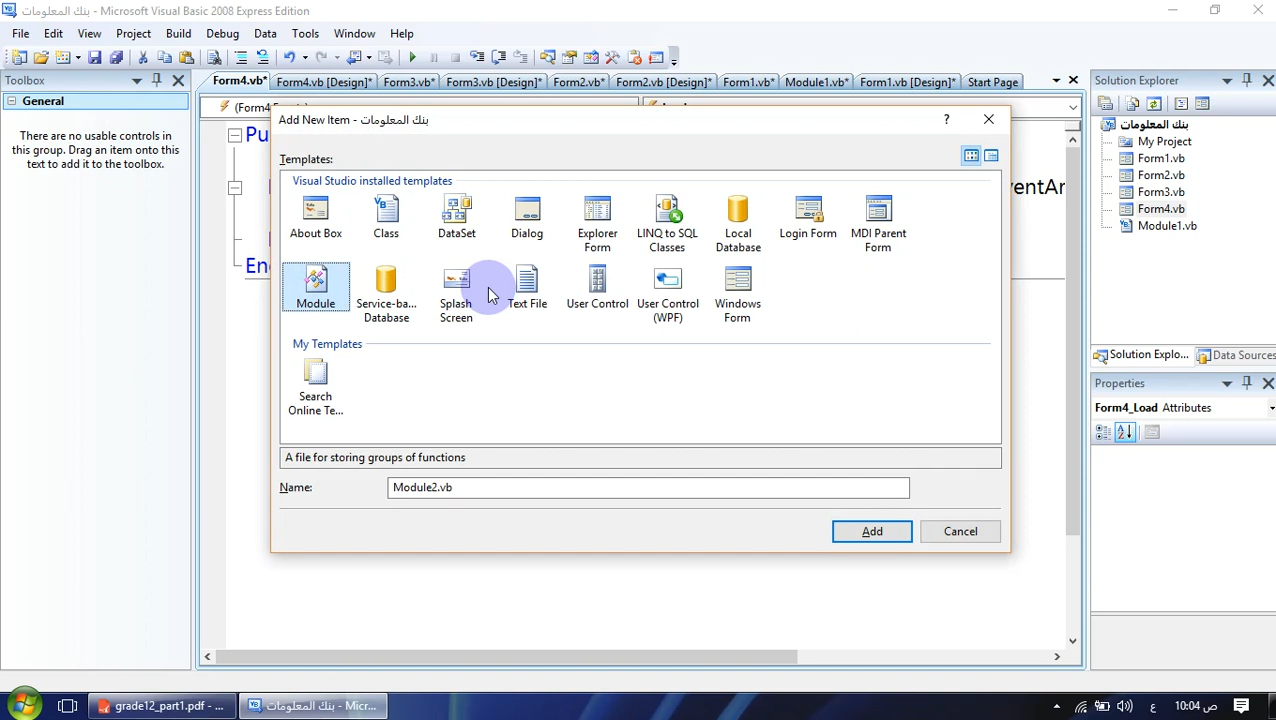 بنك المعلومات - Microsoft Visual Basic 2008 Express Edition
File Edit View Project Build Debug Data Tools Window Help
Toolbox
General
There are no usable controls in
this group. Drag an item onto this
text to add it to the toolbox.
Form4.vb* Form4.vb [Design]* Form3.vb* Form3.vb [Design]* Form2.vb* Form2.vb [Design]* Form1.vb* Module1.vb* Form1.vb [Design]* Start Page
(Form4
Pu
ventAr
En
Add New Item - بنك المعلومات
Templates:
Visual Studio installed templates
About Box Class DataSet Dialog Explorer Form LINQ to SQL Classes Local Database Login Form MDI Parent Form
Module Service-ba... Database Splash Screen Text File User Control User Control (WPF) Windows Form
My Templates
Search Online Te...
A file for storing groups of functions
Name: Module2.vb
Add Cancel
Solution Explorer
بنك المعلومات
My Project
Form1.vb
Form2.vb
Form3.vb
Form4.vb
Module1.vb
Solution Explo... Data Sources
Properties
Form4_Load Attributes
grade12_part1.pdf - ... بنك المعلومات - Micr... ع 10:04 ص